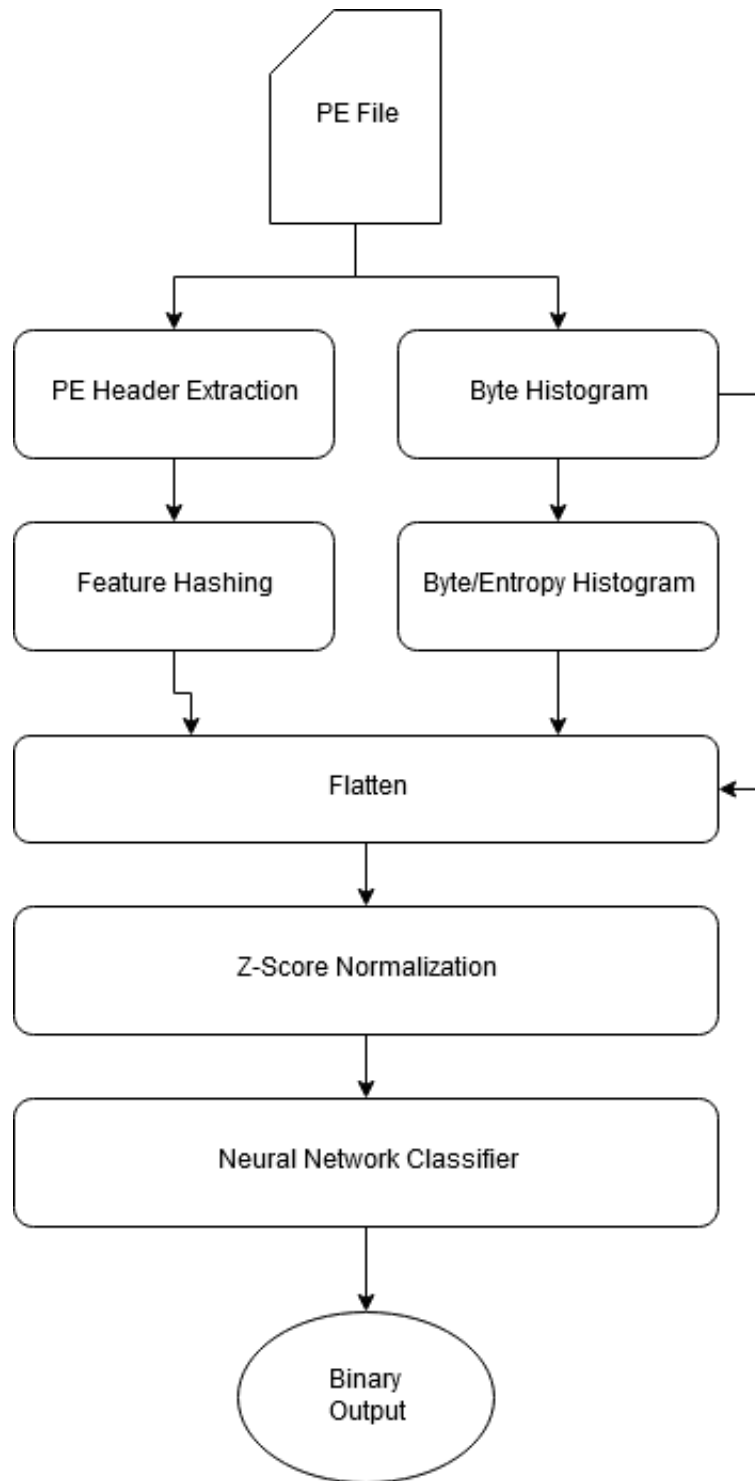 PE File
PE Header Extraction
Byte Histogram
Feature Hashing
Byte/Entropy Histogram
Flatten
Z-Score Normalization
Neural Network Classifier
Binary
Output